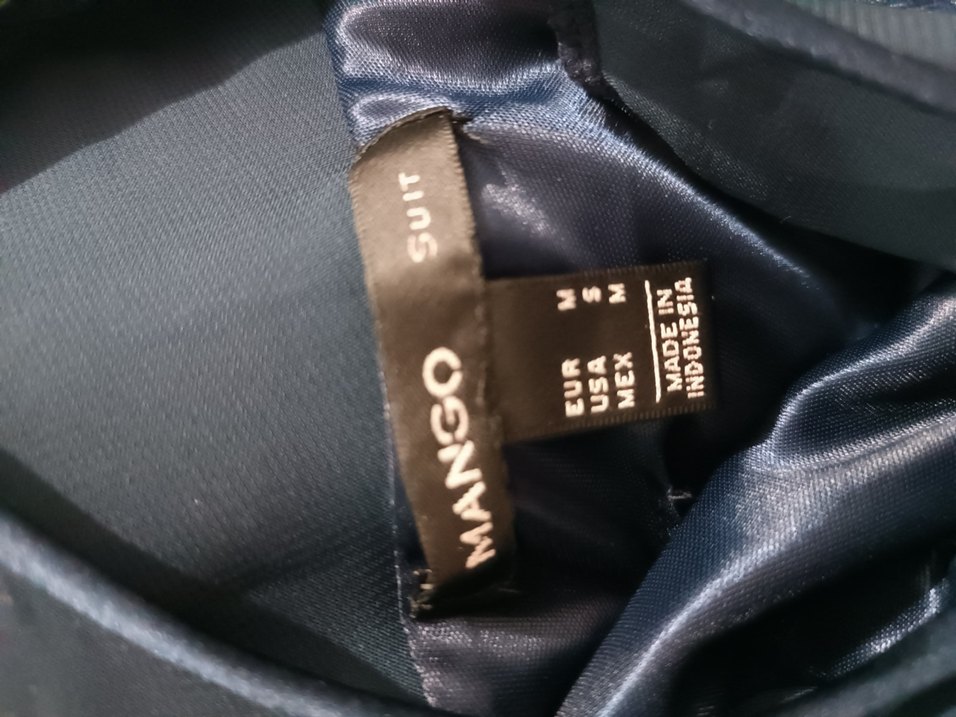 MANGO SUIT
EUR M
USA S
MEX M
MADE IN
INDONESIA